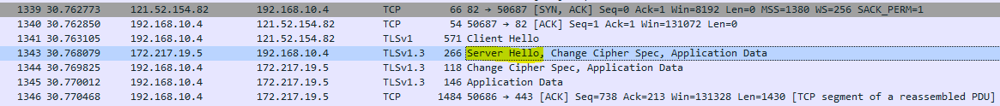 1339 30.762773 121.52.154.82 192.168.10.4 TCP 66 82 → 50687 [SYN, ACK] Seq=0 Ack=1 Win=8192 Len=0 MSS=1380 WS=256 SACK_PERM=1
1340 30.762850 192.168.10.4 121.52.154.82 TCP 54 50687 → 82 [ACK] Seq=1 Ack=1 Win=131072 Len=0
1341 30.763105 192.168.10.4 121.52.154.82 TLSv1 571 Client Hello
1343 30.768079 172.217.19.5 192.168.10.4 TLSv1.3 266 Server Hello, Change Cipher Spec, Application Data
1344 30.769825 192.168.10.4 172.217.19.5 TLSv1.3 118 Change Cipher Spec, Application Data
1345 30.770012 192.168.10.4 172.217.19.5 TLSv1.3 146 Application Data
1346 30.770468 192.168.10.4 172.217.19.5 TCP 1484 50686 → 443 [ACK] Seq=738 Ack=213 Win=131328 Len=1430 [TCP segment of a reassembled PDU]